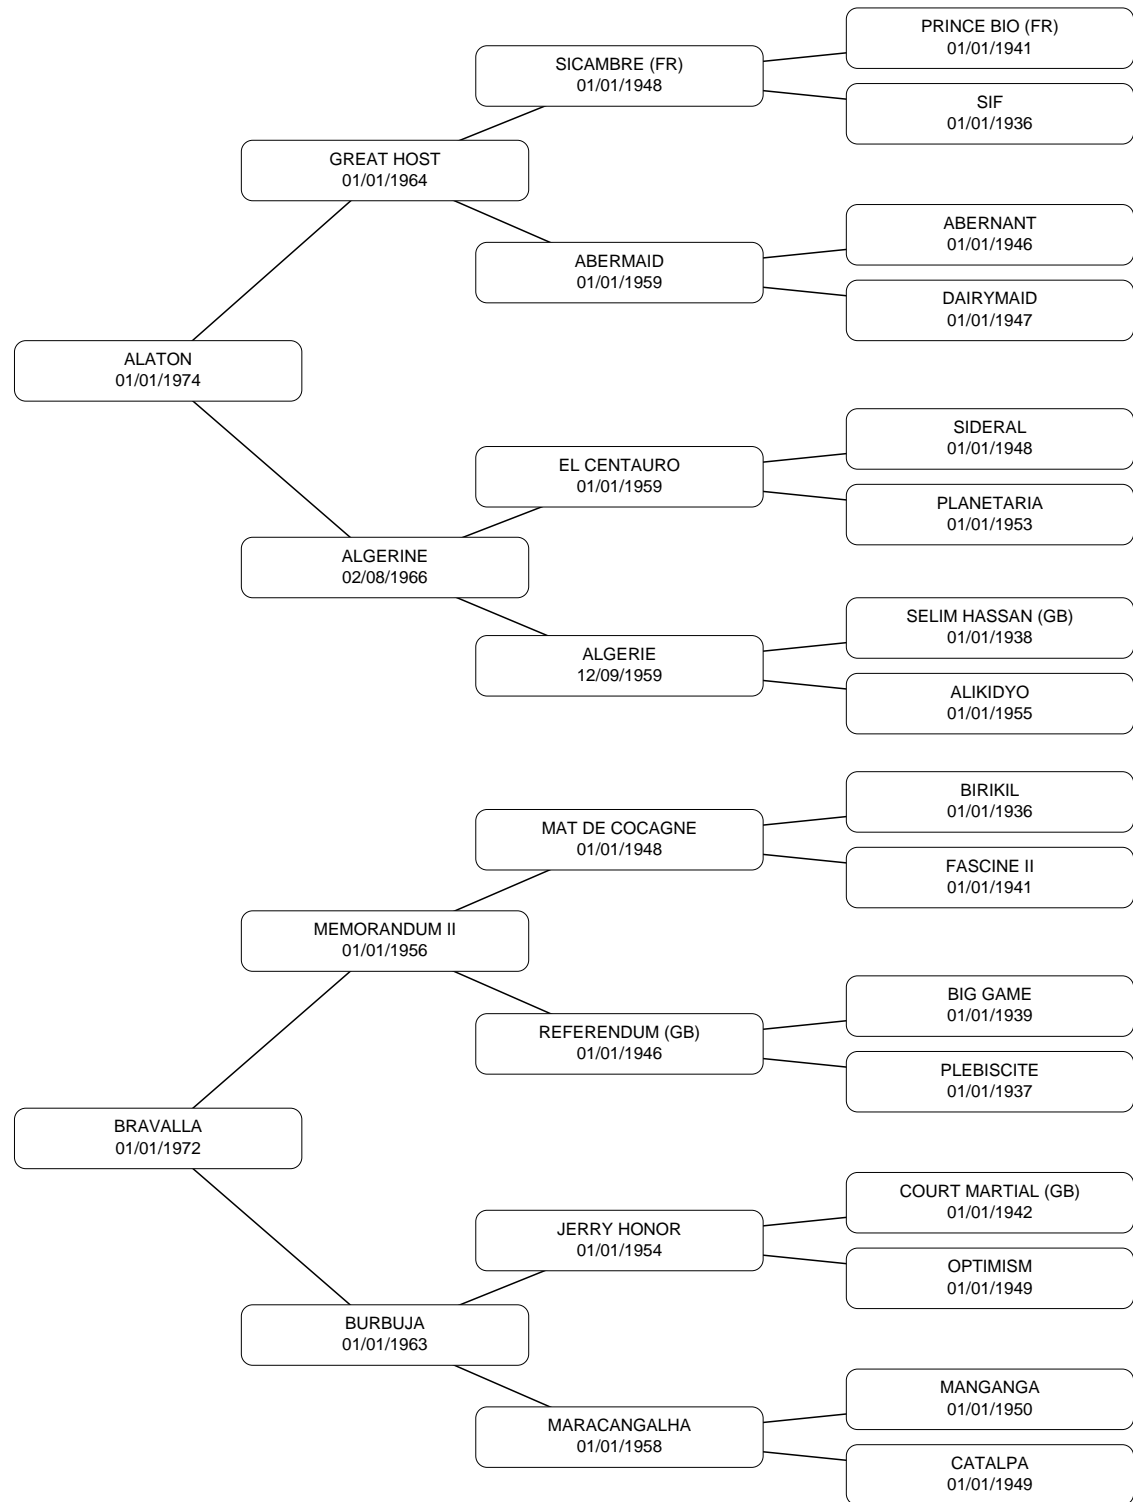 PRINCE BIO (FR)
01/01/1941
SICAMBRE (FR)
01/01/1948
SIF
01/01/1936
GREAT HOST
01/01/1964
ABERNANT
01/01/1946
ABERMAID
01/01/1959
DAIRYMAID
01/01/1947
ALATON
01/01/1974
SIDERAL
01/01/1948
EL CENTAURO
01/01/1959
PLANETARIA
01/01/1953
ALGERINE
02/08/1966
SELIM HASSAN (GB)
01/01/1938
ALGERIE
12/09/1959
ALIKIDYO
01/01/1955
BIRIKIL
01/01/1936
MAT DE COCAGNE
01/01/1948
FASCINE II
01/01/1941
MEMORANDUM II
01/01/1956
BIG GAME
01/01/1939
REFERENDUM (GB)
01/01/1946
PLEBISCITE
01/01/1937
BRAVALLA
01/01/1972
COURT MARTIAL (GB)
01/01/1942
JERRY HONOR
01/01/1954
OPTIMISM
01/01/1949
BURBUJA
01/01/1963
MANGANGA
01/01/1950
MARACANGALHA
01/01/1958
CATALPA
01/01/1949